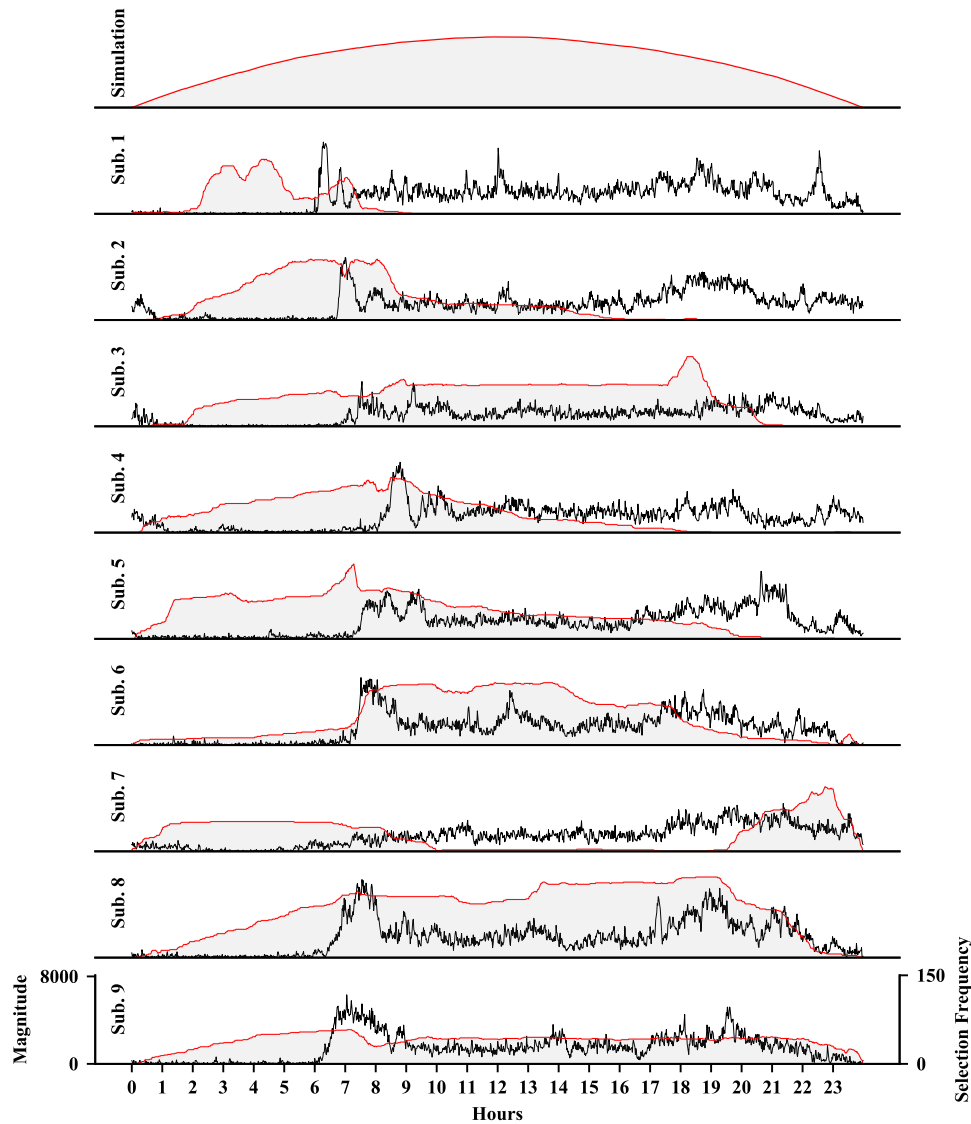 Simulation
Sub. 1
Sub. 2
Sub. 3
Sub. 4
Sub. 5
Sub. 6
Sub. 7
Sub. 8
Sub. 9
Magnitude
8000
0
150
0
Selection Frequency
0 1 2 3 4 5 6 7 8 9 10 11 12 13 14 15 16 17 18 19 20 21 22 23
Hours